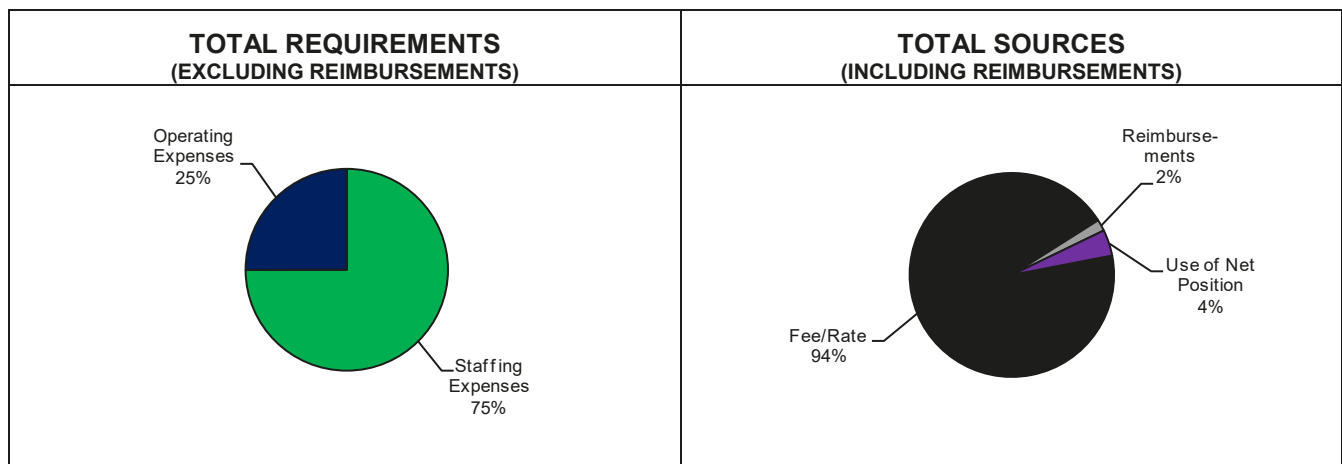 TOTAL REQUIREMENTS
(EXCLUDING REIMBURSEMENTS)
TOTAL SOURCES
(INCLUDING REIMBURSEMENTS)
Operating
Expenses
25%
Staffing
Expenses
75%
Reimburse-
ments
2%
Use of Net
Position
4%
Fee/Rate
94%